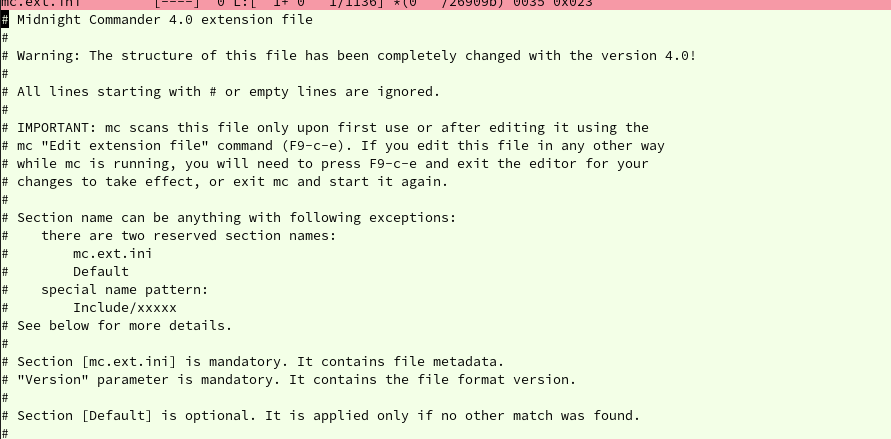 mc.ext.ini [----] 0 L:[ 1+ 0 1/1136] *(0 /26909b) 0035 0x023
# Midnight Commander 4.0 extension file
#
# Warning: The structure of this file has been completely changed with the version 4.0!
#
# All lines starting with # or empty lines are ignored.
#
# IMPORTANT: mc scans this file only upon first use or after editing it using the
# mc "Edit extension file" command (F9-c-e). If you edit this file in any other way
# while mc is running, you will need to press F9-c-e and exit the editor for your
# changes to take effect, or exit mc and start it again.
#
# Section name can be anything with following exceptions:
#    there are two reserved section names:
#        mc.ext.ini
#        Default
#    special name pattern:
#        Include/xxxxx
# See below for more details.
#
# Section [mc.ext.ini] is mandatory. It contains file metadata.
# "Version" parameter is mandatory. It contains the file format version.
#
# Section [Default] is optional. It is applied only if no other match was found.
#